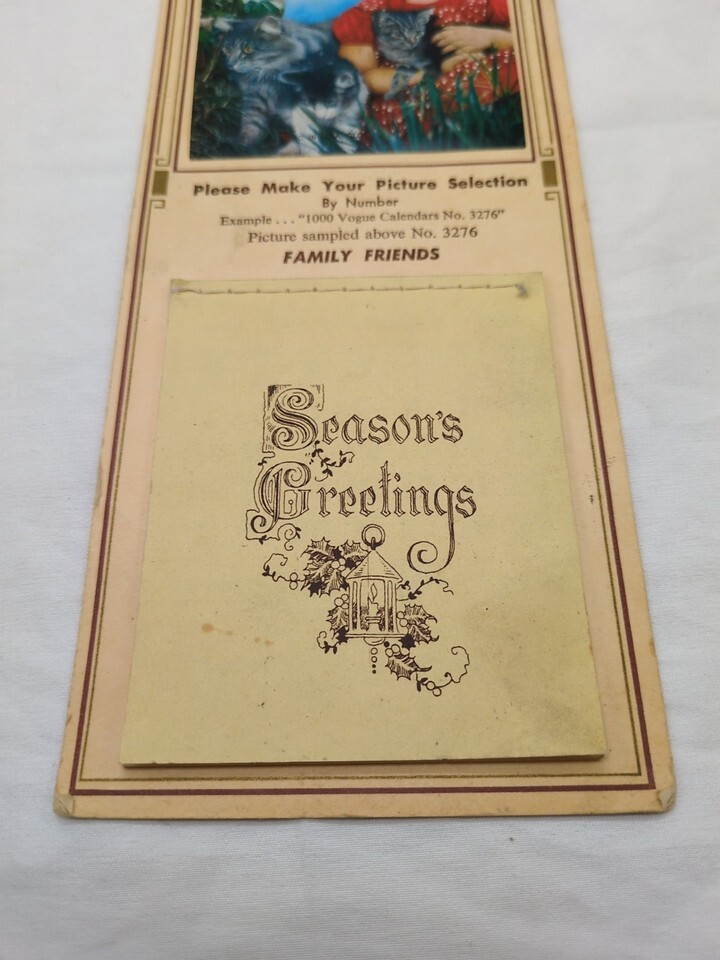 Please Make Your Picture Selection
By Number
Example . . . "1000 Vogue Calendars No. 3276"
Picture sampled above No. 3276
FAMILY FRIENDS
Season's
Greetings